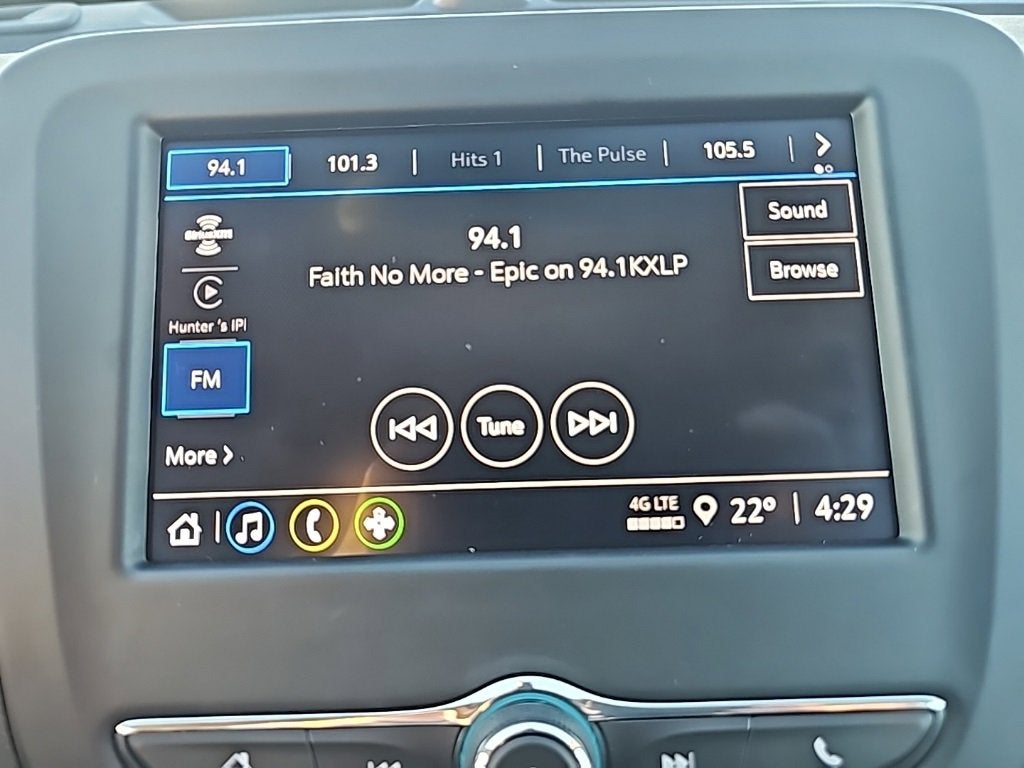 94.1
101.3
Hits 1
The Pulse
105.5
SiriusXM
94.1
Sound
Faith No More - Epic on 94.1KXLP
Browse
Hunter 's IPI
FM
Tune
More
4G LTE
22°
4:29